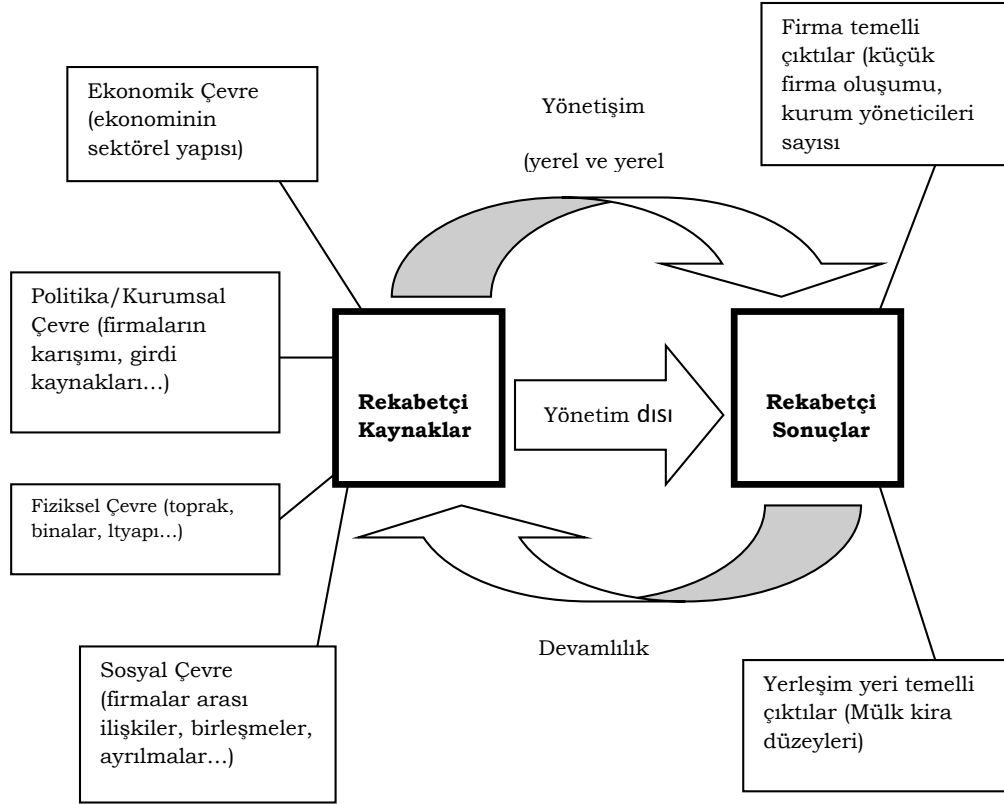 Ekonomik Çevre
(ekonominin
sektörel yapısı)
Politika/Kurumsal
Çevre (firmaların
karışımı, girdi
kaynakları…)
Fiziksel Çevre (toprak,
binalar, ltyapı…)
Sosyal Çevre
(firmalar arası
ilişkiler, birleşmeler,
ayrılmalar…)
Rekabetçi
Kaynaklar
Yönetişim
(yerel ve yerel
Yönetim dısı
Devamlılık
Rekabetçi
Sonuçlar
Firma temelli
çıktılar (küçük
firma oluşumu,
kurum yöneticileri
sayısı
Yerleşim yeri temelli
çıktılar (Mülk kira
düzeyleri)